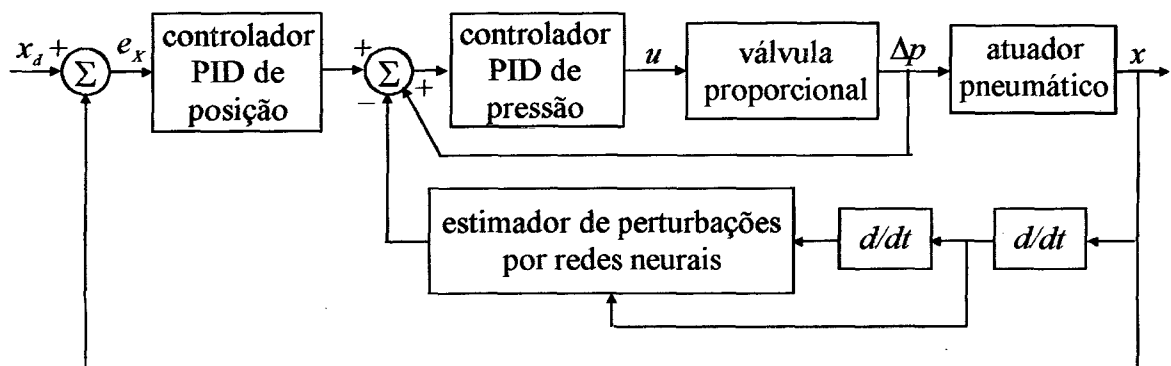 x_d +
Σ
e_x
controlador
PID de
posição
+
Σ
−
+
controlador
PID de
pressão
u
válvula
proporcional
Δp
atuador
pneumático
x
estimador de perturbações
por redes neurais
d/dt
d/dt